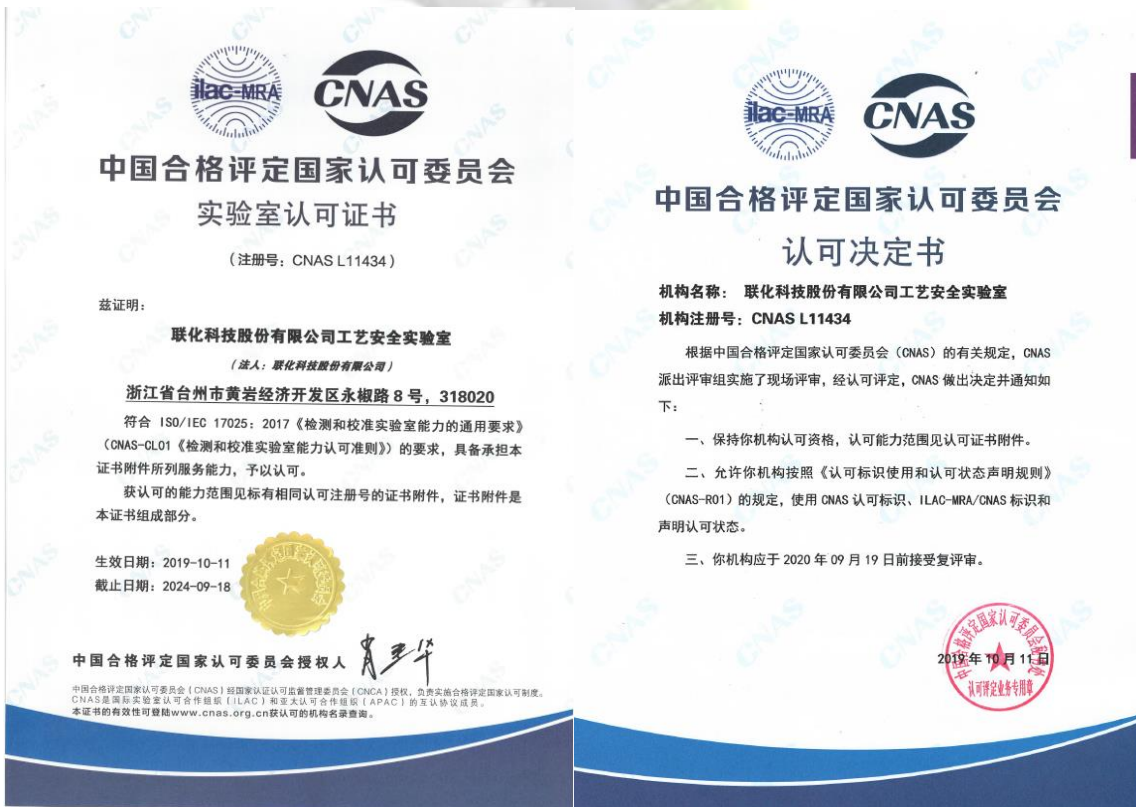 ilac-MRA
CNAS
中国合格评定国家认可委员会
实验室认可证书
（注册号：CNAS L11434）
兹证明：
联化科技股份有限公司工艺安全实验室
（法人：联化科技股份有限公司）
浙江省台州市黄岩经济开发区永椒路 8 号，318020
符合 ISO/IEC 17025：2017《检测和校准实验室能力的通用要求》
（CNAS-CL01《检测和校准实验室能力认可准则》）的要求，具备承担本
证书附件所列服务能力，予以认可。
获认可的能力范围见标有相同认可注册号的证书附件，证书附件是
本证书组成部分。
生效日期：2019-10-11
截止日期：2024-09-18
中国合格评定国家认可委员会授权人
中国合格评定国家认可委员会（CNAS）经国家认证认可监督管理委员会（CNCA）授权，负责实施合格评定国家认可制度。
CNAS是国际实验室认可合作组织（ILAC）和亚太认可合作组织（APAC）的互认协议成员。
本证书的有效性可登陆www.cnas.org.cn获认可的机构名录查询。
ilac-MRA
CNAS
中国合格评定国家认可委员会
认可决定书
机构名称： 联化科技股份有限公司工艺安全实验室
机构注册号：CNAS L11434
根据中国合格评定国家认可委员会（CNAS）的有关规定，CNAS
派出评审组实施了现场评审，经认可评定，CNAS 做出决定并通知如
下：
一、保持你机构认可资格，认可能力范围见认可证书附件。
二、允许你机构按照《认可标识使用和认可状态声明规则》
（CNAS-R01）的规定，使用 CNAS 认可标识、ILAC-MRA/CNAS 标识和
声明认可状态。
三、你机构应于 2020 年 09 月 19 日前接受复评审。
2019 年 10 月 11 日
认可评定业务专用章